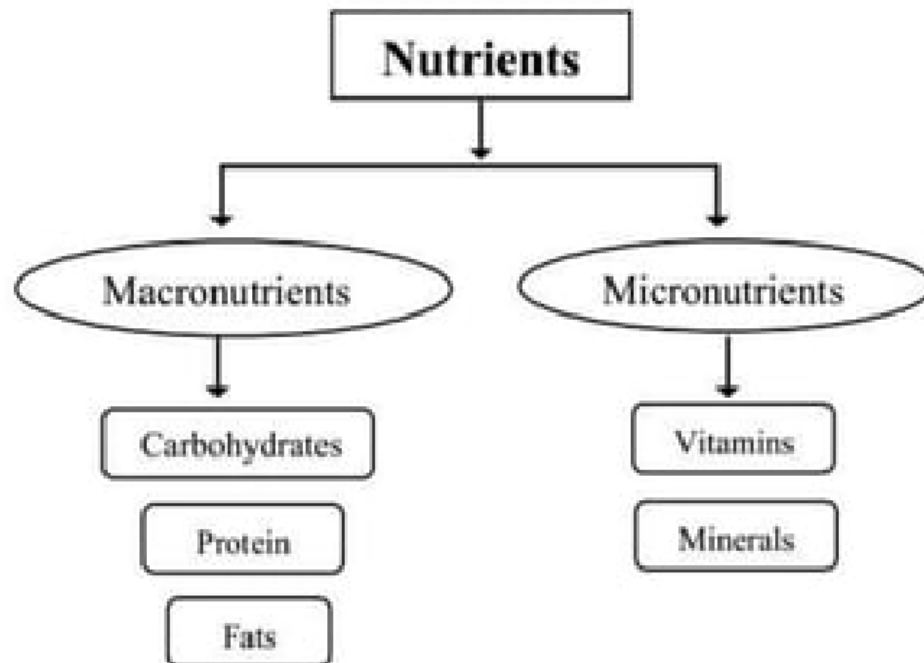 Nutrients
Macronutrients
Micronutrients
Carbohydrates
Protein
Fats
Vitamins
Minerals